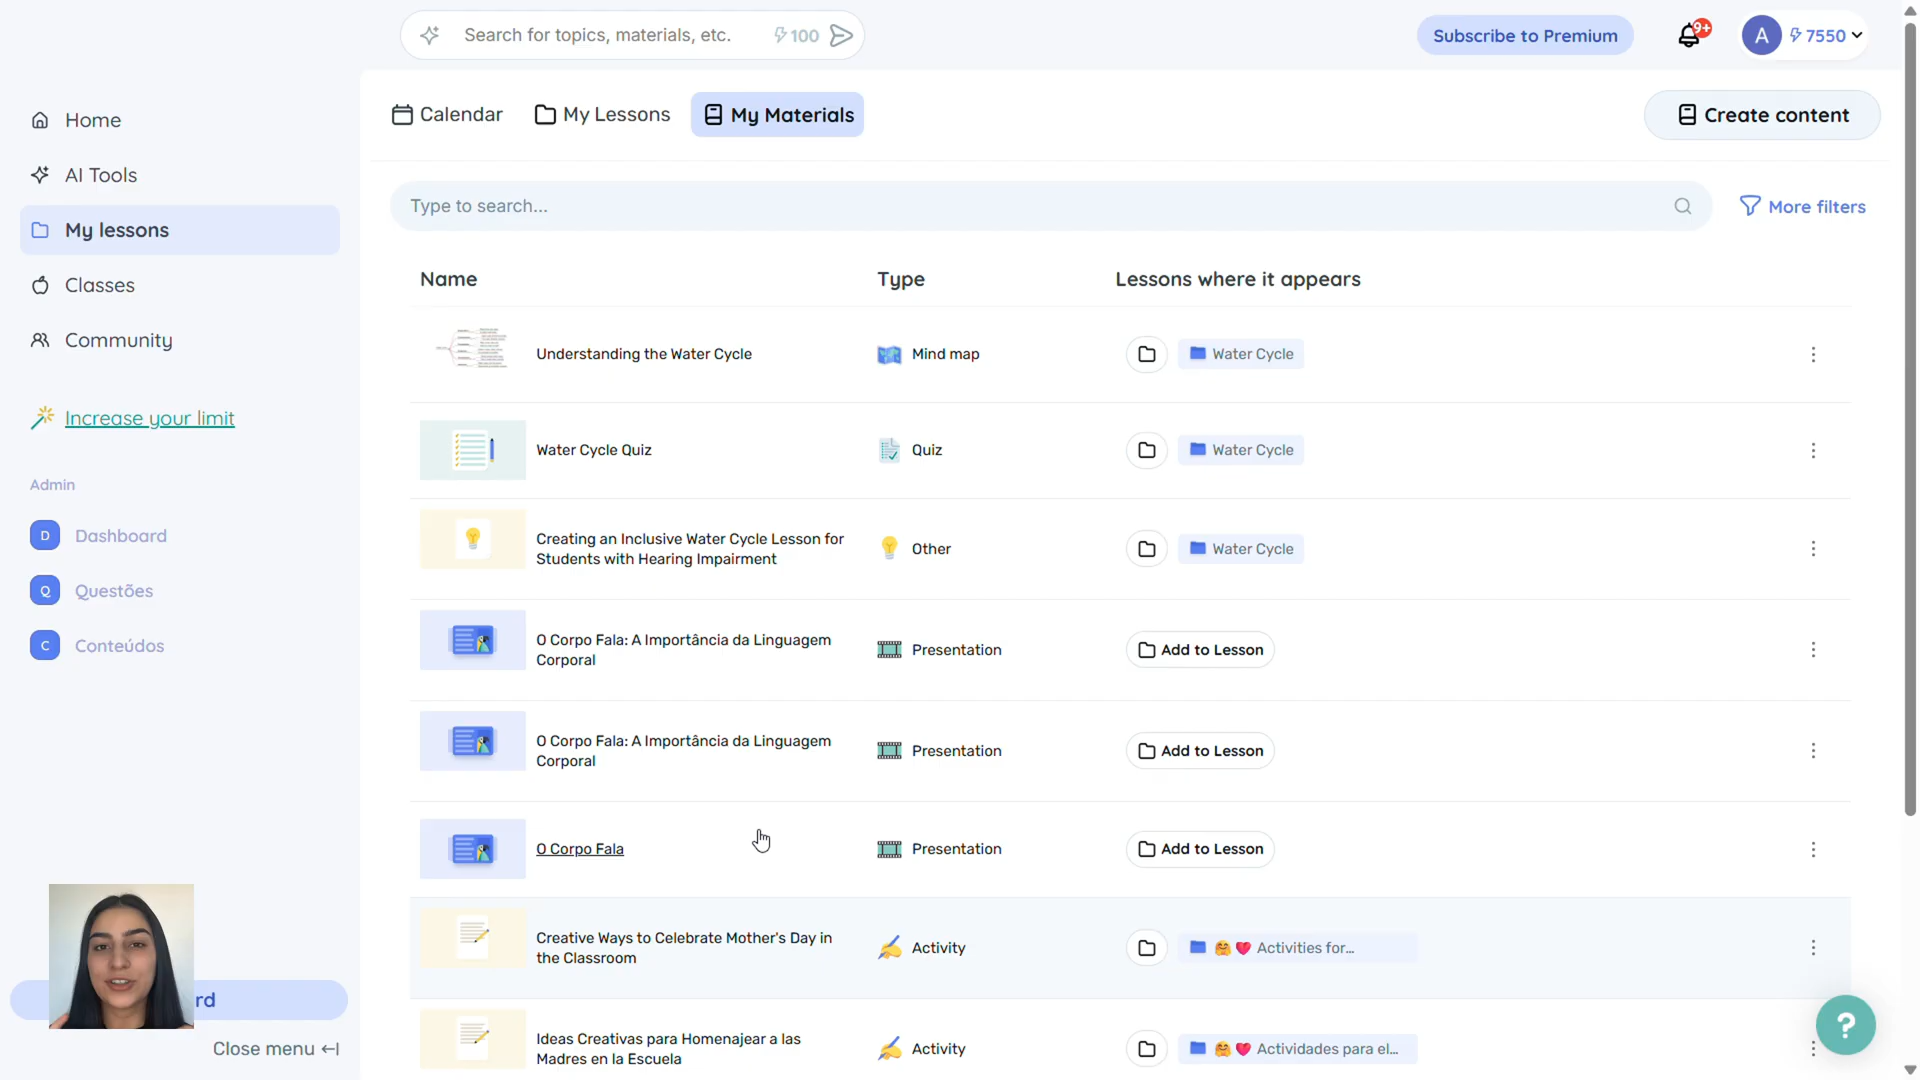 Search for topics, materials, etc.
100
Subscribe to Premium
9+
A
7550
Home
AI Tools
My lessons
Classes
Community
Increase your limit
Admin
D
Dashboard
Q
Questões
C
Conteúdos
rd
Close menu
Calendar
My Lessons
My Materials
Create content
Type to search...
More filters
Name
Type
Lessons where it appears
Understanding the Water Cycle
Mind map
Water Cycle
Water Cycle Quiz
Quiz
Water Cycle
Creating an Inclusive Water Cycle Lesson for
Students with Hearing Impairment
Other
Water Cycle
O Corpo Fala: A Importância da Linguagem
Corporal
Presentation
Add to Lesson
O Corpo Fala: A Importância da Linguagem
Corporal
Presentation
Add to Lesson
O Corpo Fala
Presentation
Add to Lesson
Creative Ways to Celebrate Mother's Day in
the Classroom
Activity
🤗 ❤️ Activities for...
Ideas Creativas para Homenajear a las
Madres en la Escuela
Activity
🤗 ❤️ Actividades para el...
?